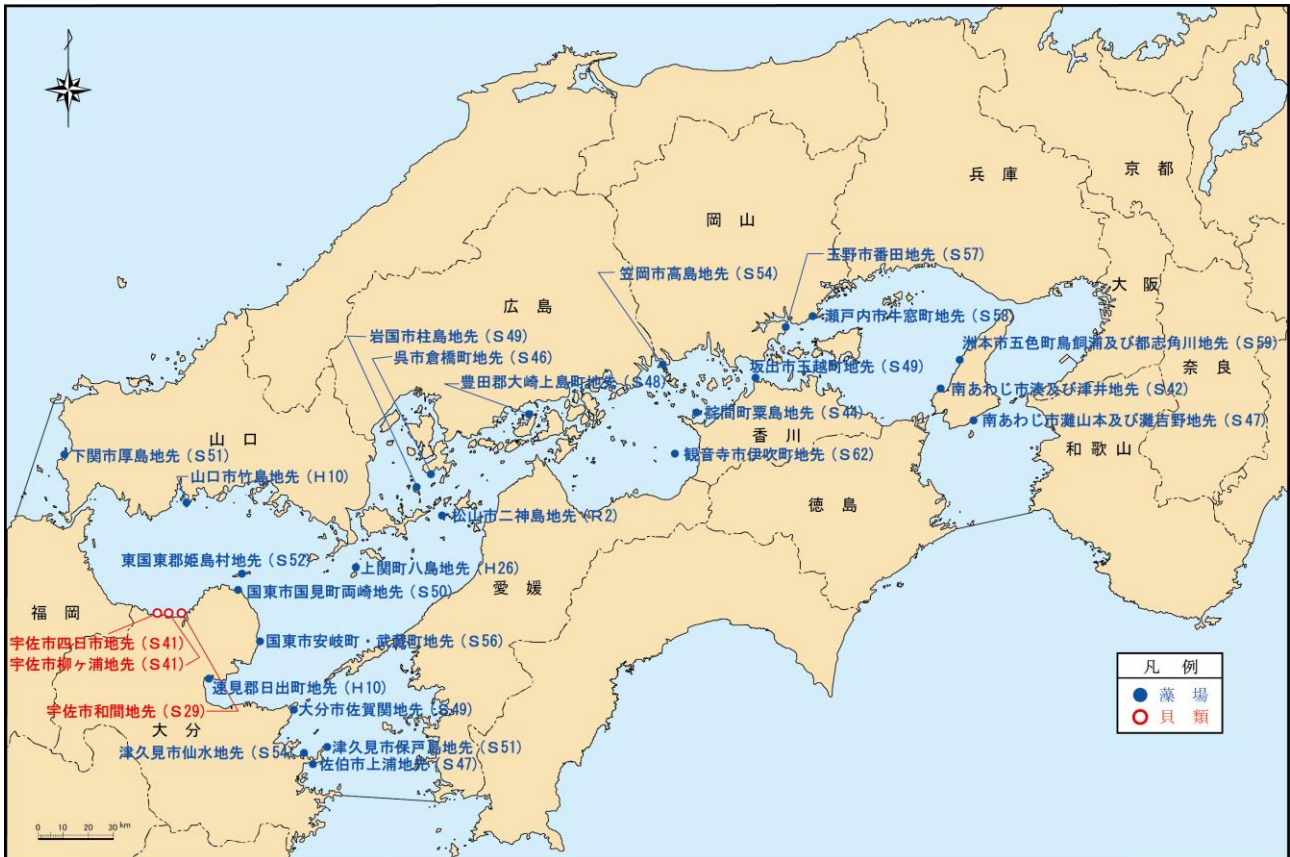 兵 庫
京 都
岡 山
玉野市番田地先（S57）
笠岡市高島地先（S54）
大 阪
広 島
瀬戸内市牛窓町地先（S58）
岩国市柱島地先（S49）
洲本市五色町鳥飼浦及び都志角川地先（S59）
呉市倉橋町地先（S46）
坂出市玉越町地先（S49）
奈 良
豊田郡大崎上島町地先（S48）
南あわじ市湊及び津井地先（S42）
詫間町粟島地先（S44）
南あわじ市灘山本及び灘吉野地先（S47）
山 口
香 川
和歌山
下関市厚島地先（S51）
観音寺市伊吹町地先（S62）
山口市竹島地先（H10）
徳 島
松山市二神島地先（R2）
東国東郡姫島村地先（S52）
上関町八島地先（H26）
愛 媛
国東市国見町両崎地先（S50）
福 岡
宇佐市四日市地先（S41）
国東市安岐町・武蔵町地先（S56）
宇佐市柳ヶ浦地先（S41）
凡 例
速見郡日出町地先（H10）
藻 場
宇佐市和間地先（S29）
大分市佐賀関地先（S49）
貝 類
大 分
津久見市保戸島地先（S51）
津久見市仙水地先（S54）
佐伯市上浦地先（S47）
0 10 20 30 km